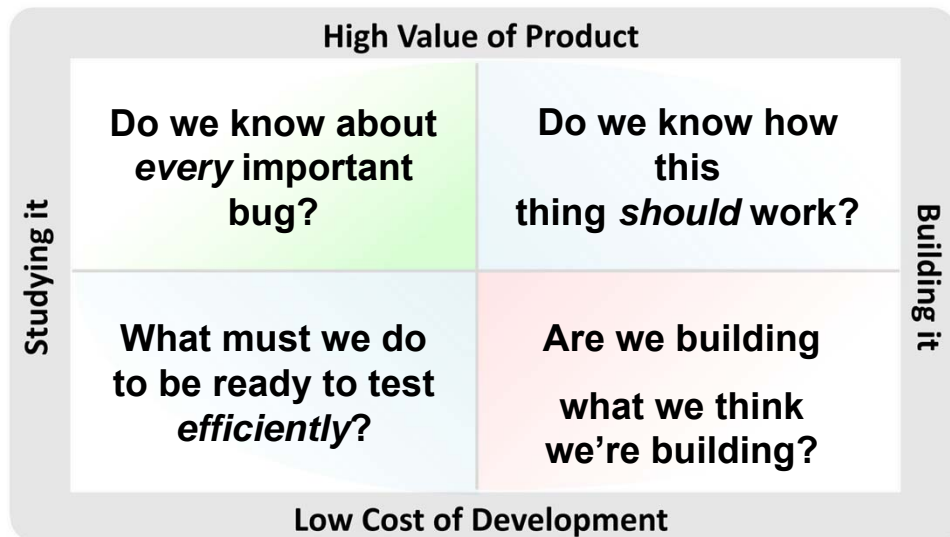 High Value of Product
Do we know about
every important
bug?
Do we know how
this
thing should work?
Studying it
Building it
What must we do
to be ready to test
efficiently?
Are we building
what we think
we’re building?
Low Cost of Development